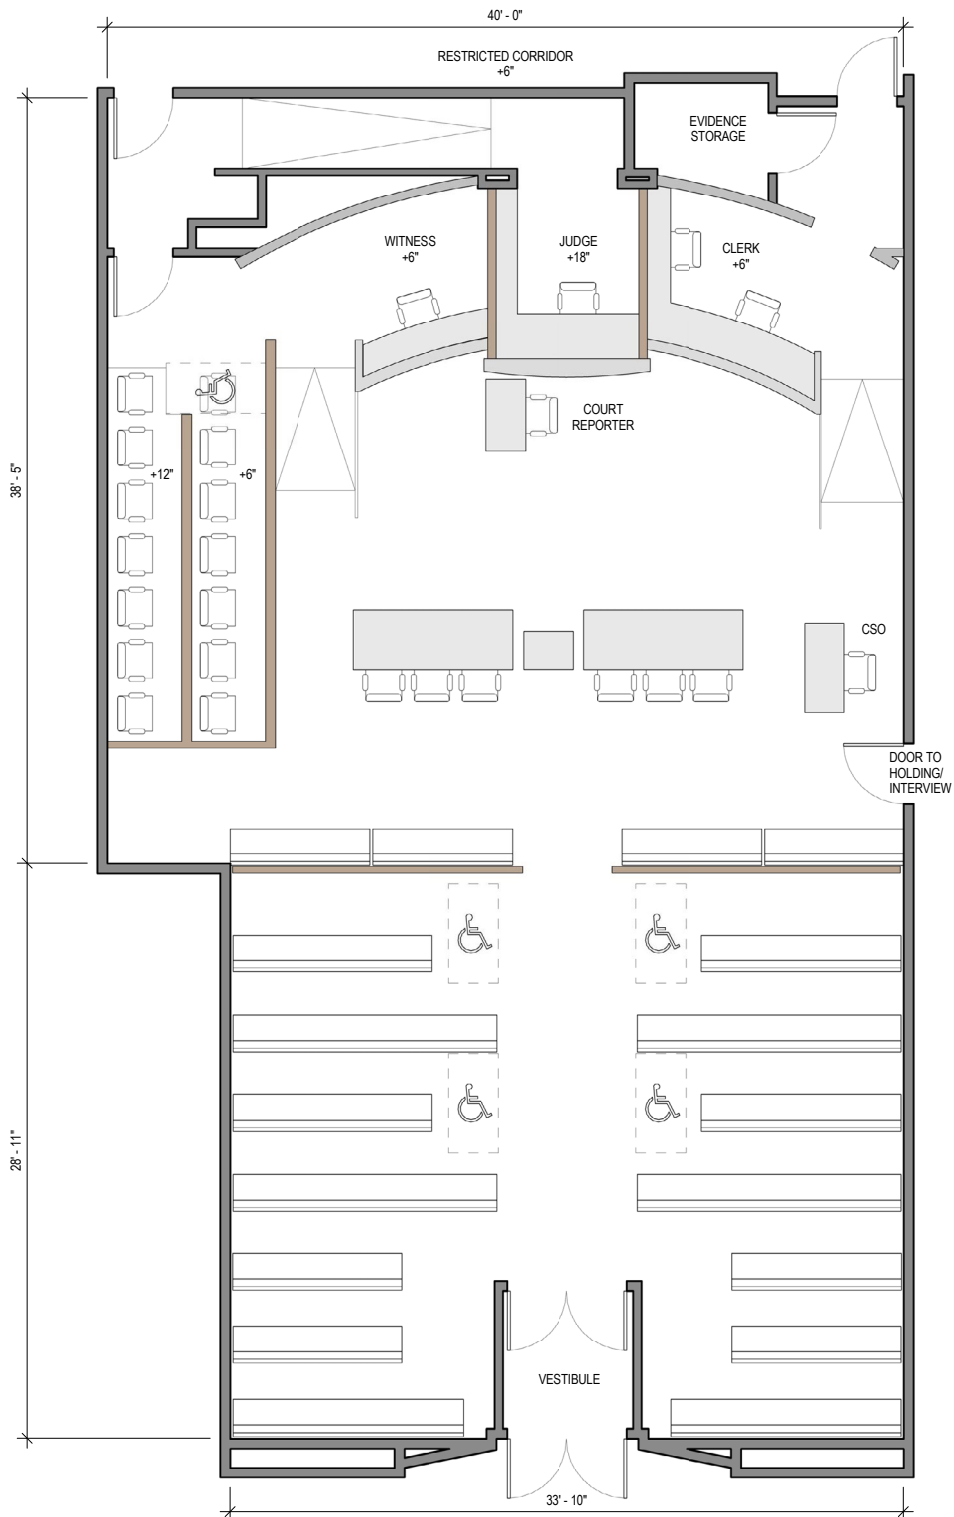 40' - 0"
RESTRICTED CORRIDOR
+6"
EVIDENCE
STORAGE
WITNESS
+6"
JUDGE
+18"
CLERK
+6"
COURT
REPORTER
+12"
+6"
38' - 5"
CSO
DOOR TO
HOLDING/
INTERVIEW
28' - 11"
VESTIBULE
33' - 10"